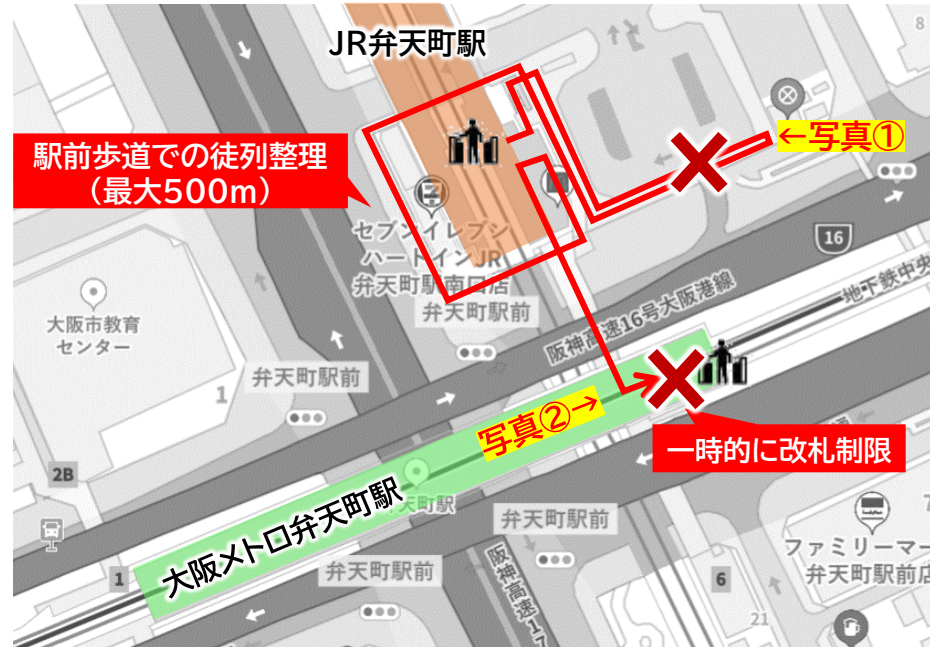 JR弁天町駅
8
←写真①
駅前歩道での徒列整理
(最大500m)
セブンイレブン
ハートインJR
弁天町駅南口店
弁天町駅前
16
地下鉄中央
阪神高速16号大阪港線
大阪市教育
センター
1
弁天町駅前
写真②→
一時的に改札制限
2B
大阪メトロ弁天町駅
天町駅
弁天町駅前
通
7
ファミリーマー
弁天町駅前店
1
弁天町駅前
阪神高速17
6
21